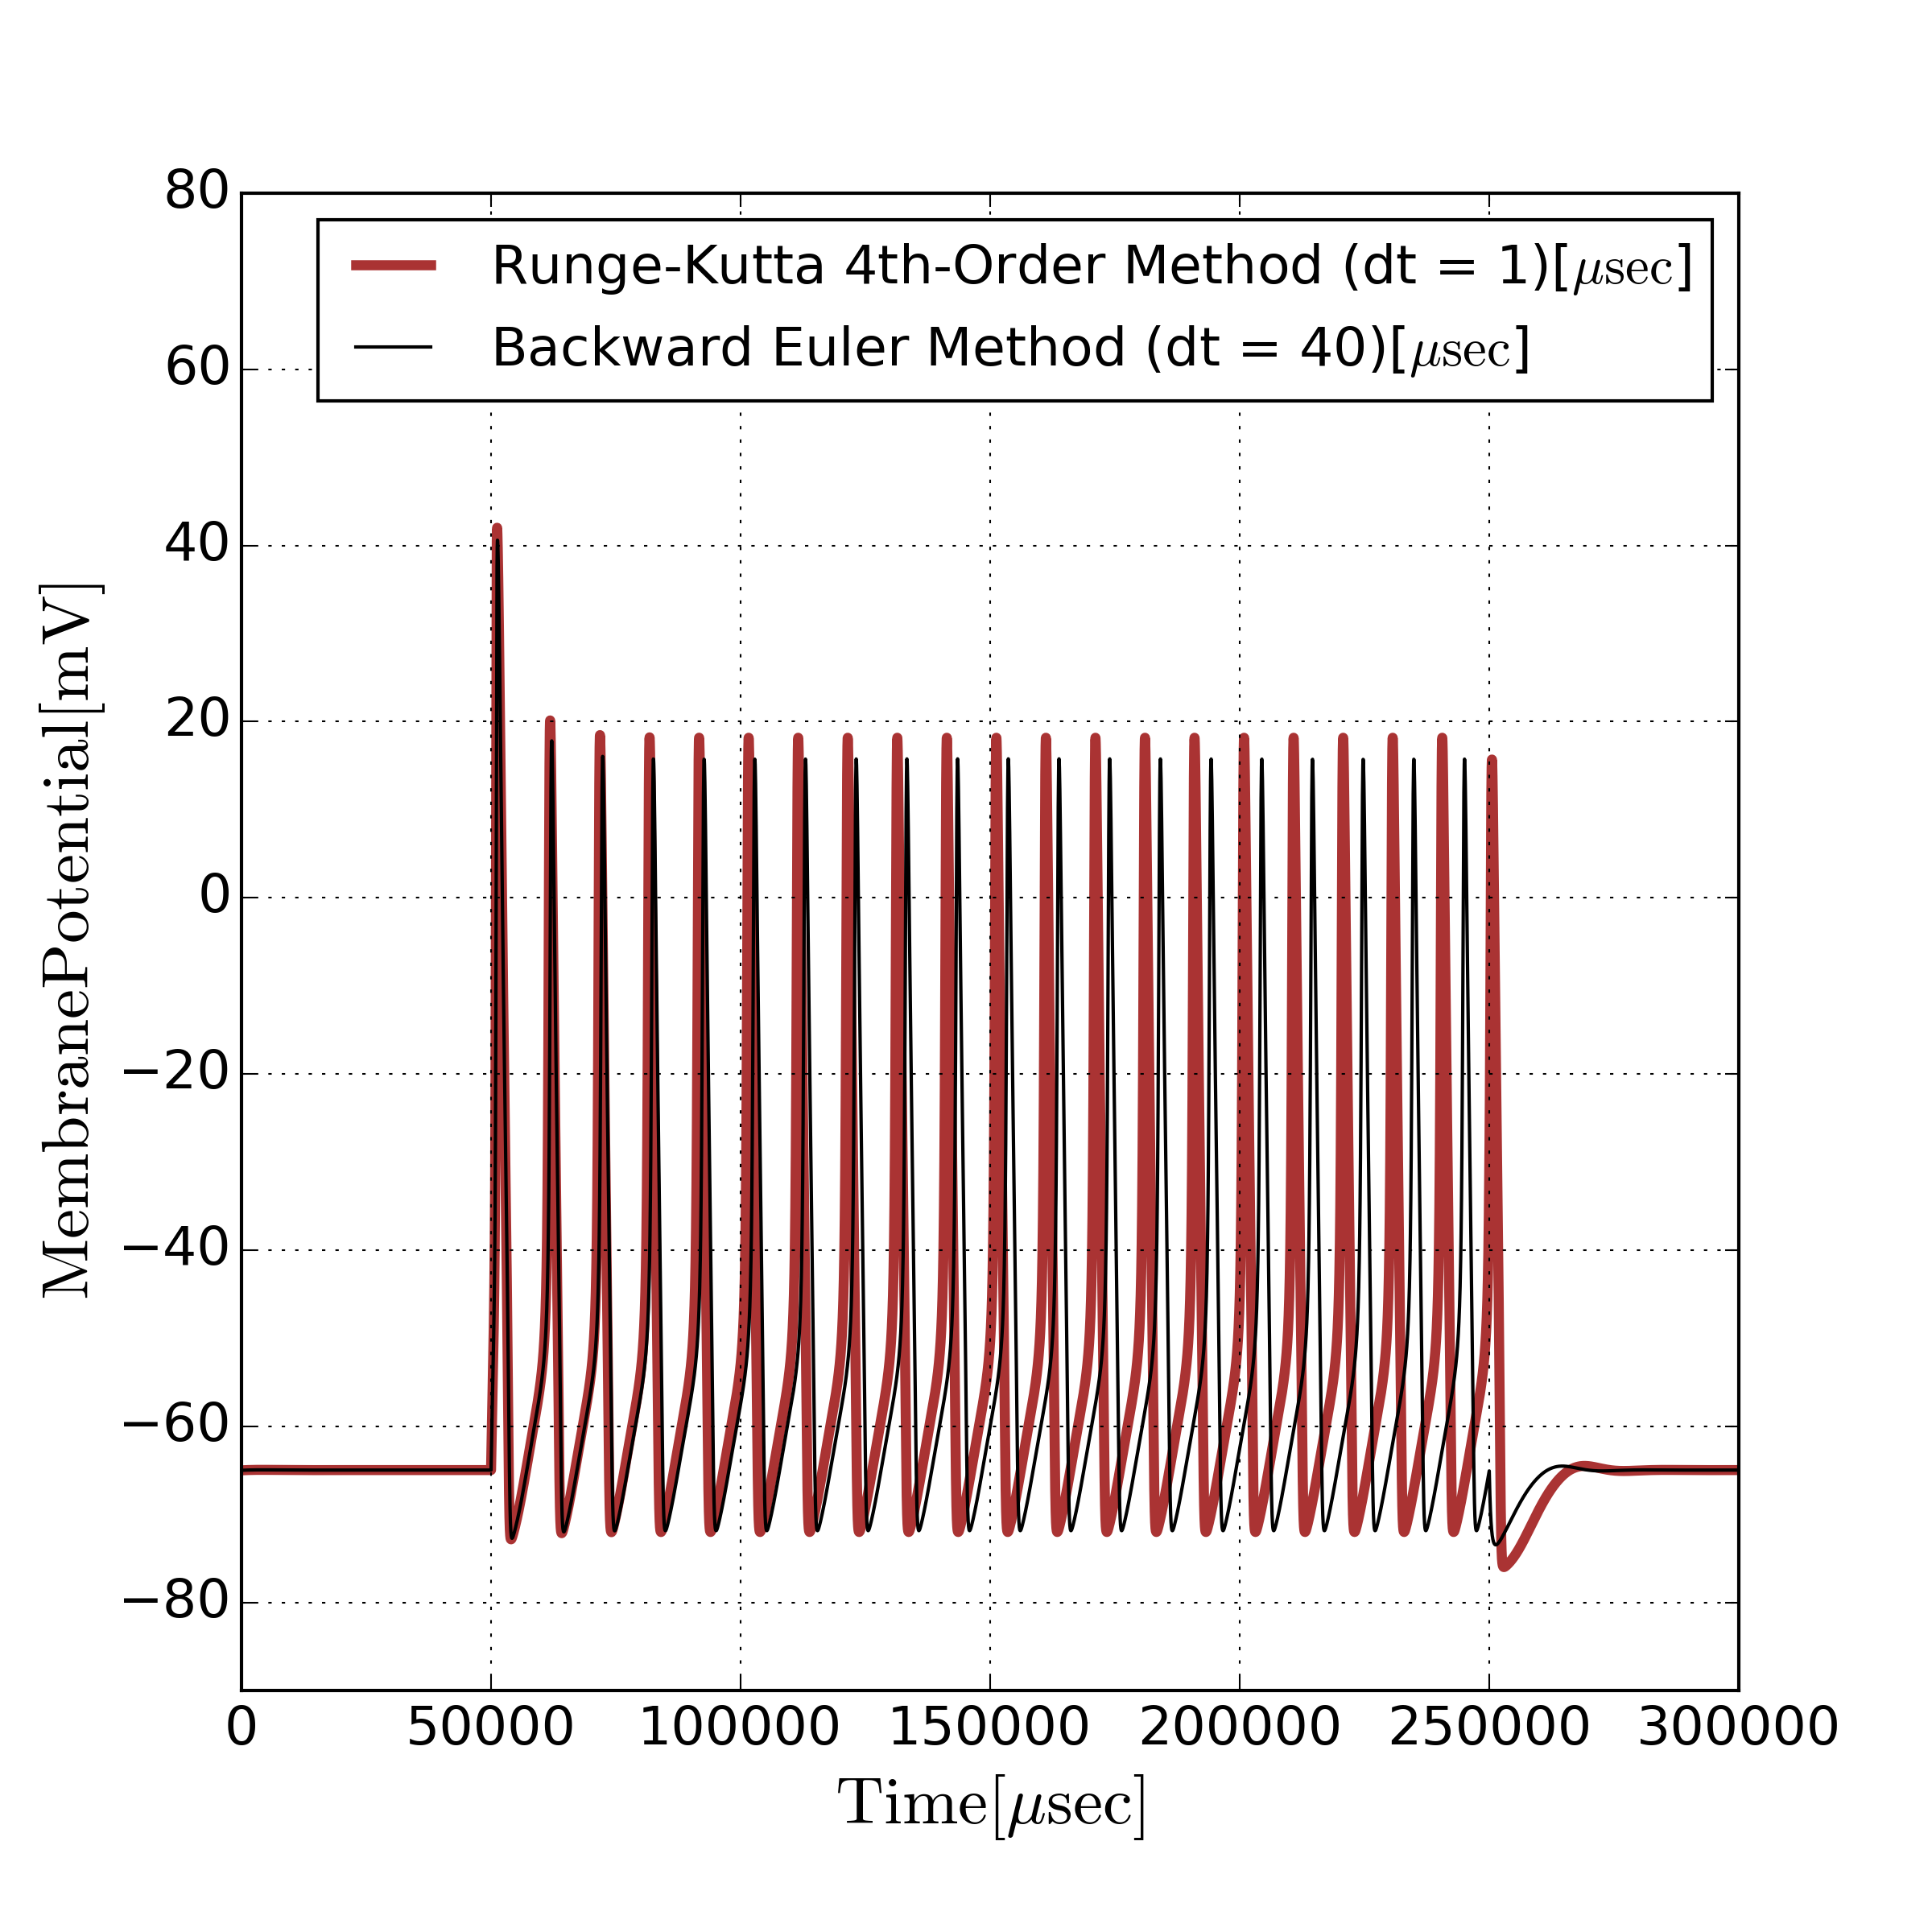 80
Runge-Kutta 4th-Order Method (dt = 1)[μsec]
Backward Euler Method (dt = 40)[μsec]
60
40
20
0
−20
−40
−60
−80
MembranePotential[mV]
0 50000 100000 150000 200000 250000 300000
Time[μsec]